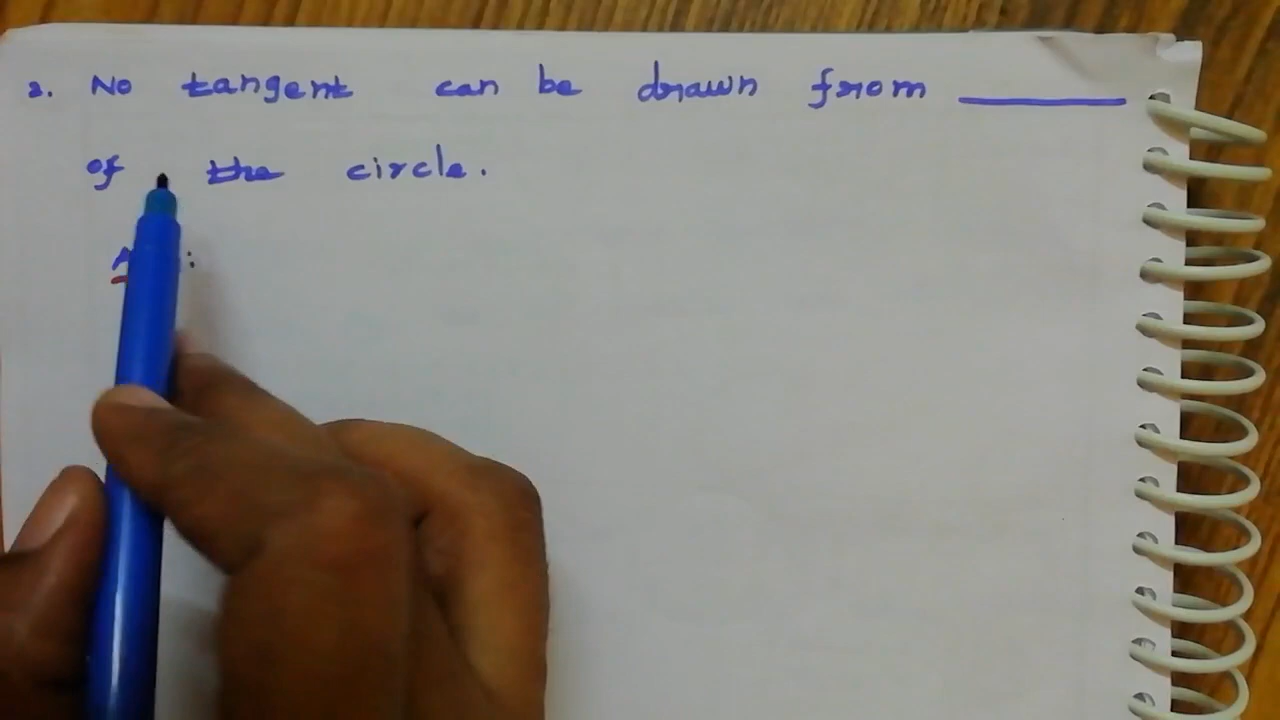 2. No tangent can be drawn from ______
of the circle.